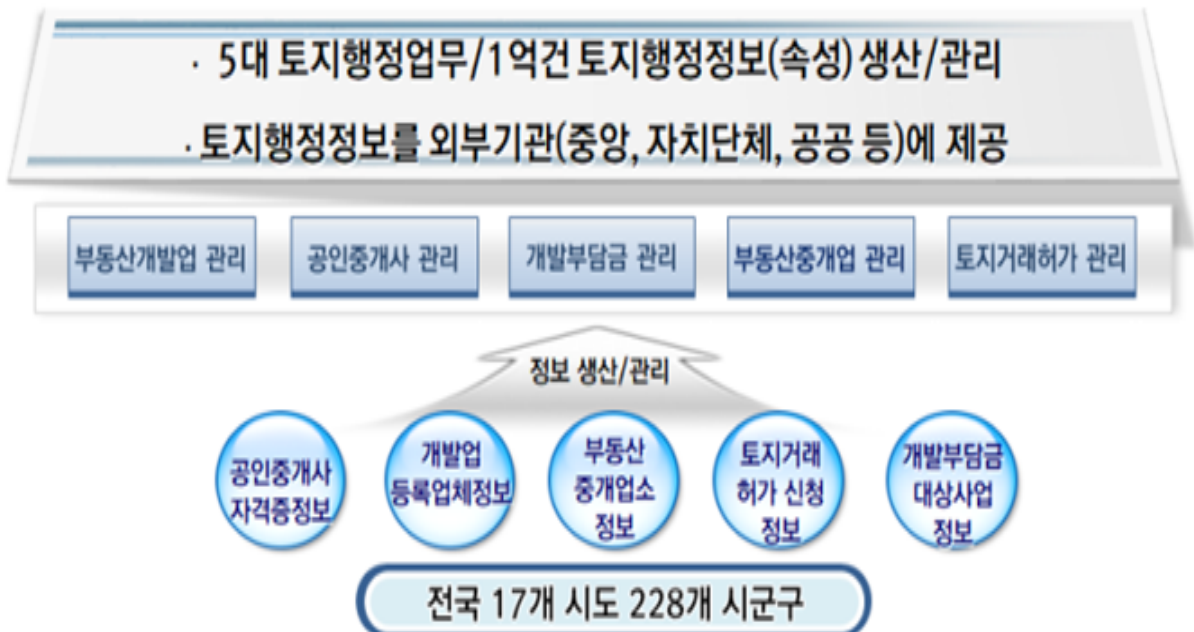 · 5대 토지행정업무/1억건 토지행정정보(속성) 생산/관리
· 토지행정정보를 외부기관(중앙, 자치단체, 공공 등)에 제공
부동산개발업 관리
공인중개사 관리
개발부담금 관리
부동산중개업 관리
토지거래허가 관리
정보 생산/관리
공인중개사
자격증정보
개발업
등록업체정보
부동산
중개업소
정보
토지거래
허가 신청
정보
개발부담금
대상사업
정보
전국 17개 시도 228개 시군구